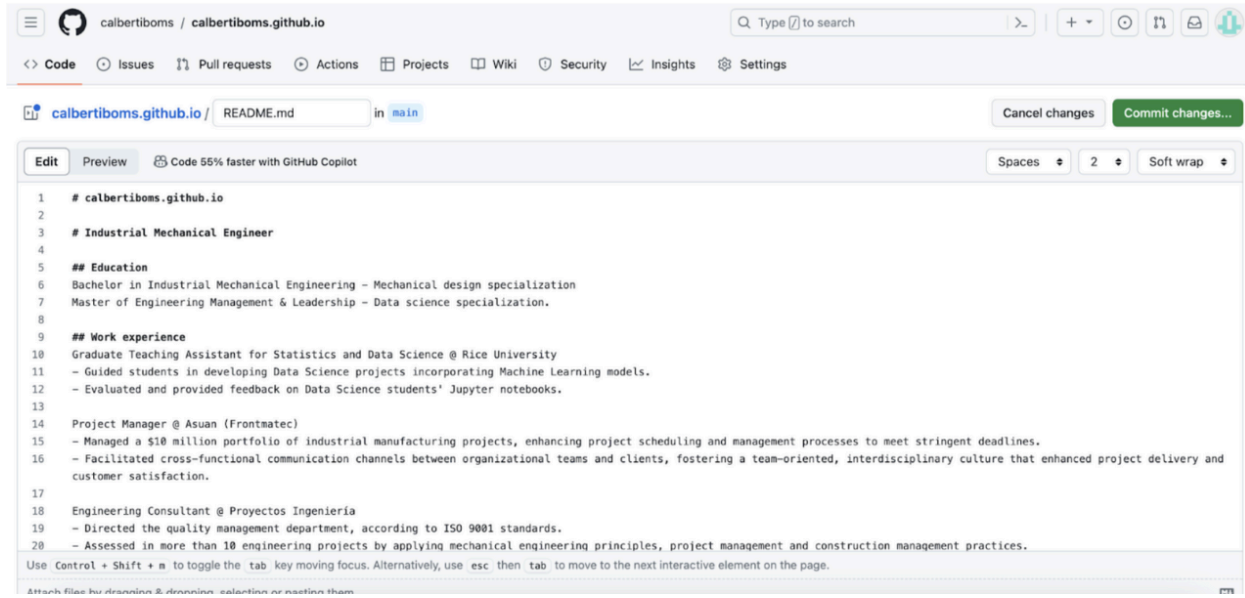 calbertiboms / calbertiboms.github.io
Type / to search
Code Issues Pull requests Actions Projects Wiki Security Insights Settings
calbertiboms.github.io / README.md in main
Cancel changes Commit changes...
Edit Preview Code 55% faster with GitHub Copilot
Spaces 2 Soft wrap
1 # calbertiboms.github.io
2
3 # Industrial Mechanical Engineer
4
5 ## Education
6 Bachelor in Industrial Mechanical Engineering - Mechanical design specialization
7 Master of Engineering Management & Leadership - Data science specialization.
8
9 ## Work experience
10 Graduate Teaching Assistant for Statistics and Data Science @ Rice University
11 - Guided students in developing Data Science projects incorporating Machine Learning models.
12 - Evaluated and provided feedback on Data Science students' Jupyter notebooks.
13
14 Project Manager @ Asuan (Frontmatec)
15 - Managed a $10 million portfolio of industrial manufacturing projects, enhancing project scheduling and management processes to meet stringent deadlines.
16 - Facilitated cross-functional communication channels between organizational teams and clients, fostering a team-oriented, interdisciplinary culture that enhanced project delivery and
customer satisfaction.
17
18 Engineering Consultant @ Proyectos Ingeniería
19 - Directed the quality management department, according to ISO 9001 standards.
20 - Assessed in more than 10 engineering projects by applying mechanical engineering principles, project management and construction management practices.
Use Control + Shift + m to toggle the tab key moving focus. Alternatively, use esc then tab to move to the next interactive element on the page.
Attach files by dragging & dropping, selecting or pasting them.